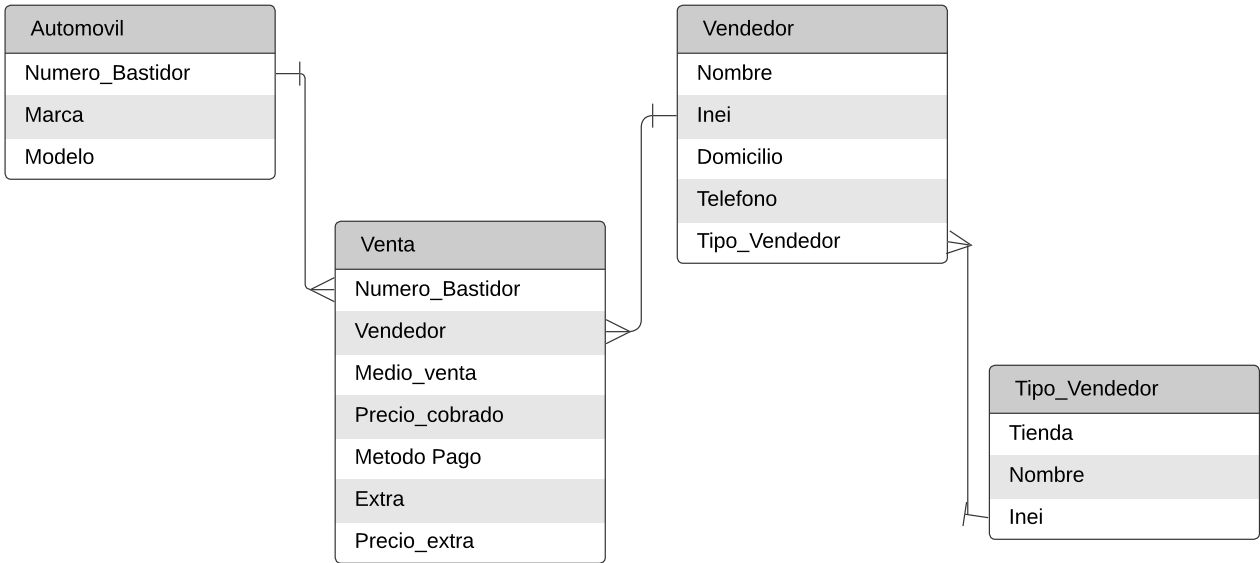 Automovil
Numero_Bastidor
Marca
Modelo
Venta
Numero_Bastidor
Vendedor
Medio_venta
Precio_cobrado
Metodo Pago
Extra
Precio_extra
Vendedor
Nombre
Inei
Domicilio
Telefono
Tipo_Vendedor
Tipo_Vendedor
Tienda
Nombre
Inei